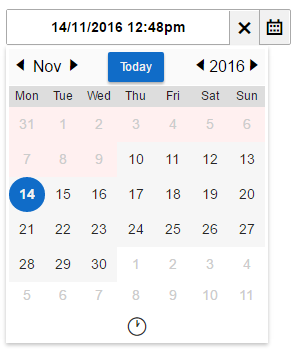 14/11/2016 12:48pm
Nov Today 2016
Mon Tue Wed Thu Fri Sat Sun
31 1 2 3 4 5 6
7 8 9 10 11 12 13
14 15 16 17 18 19 20
21 22 23 24 25 26 27
28 29 30 1 2 3 4
5 6 7 8 9 10 11